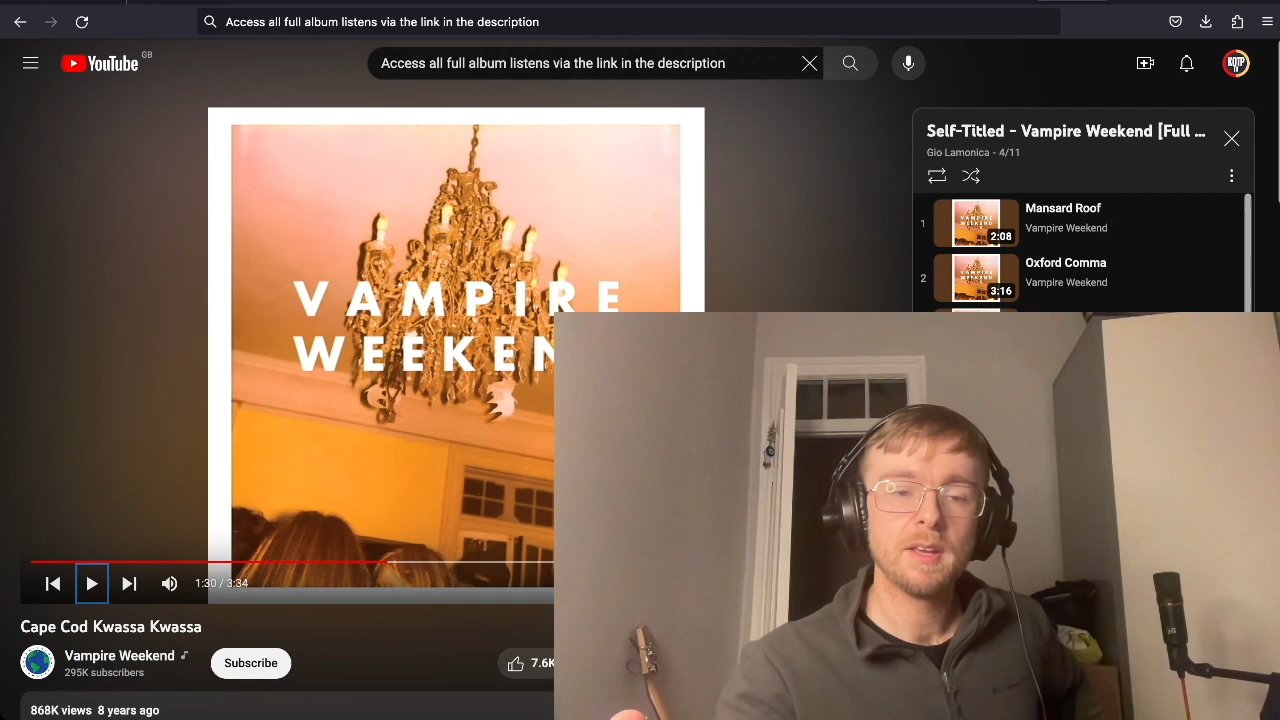 Access all full album listens via the link in the description
YouTube GB
Access all full album listens via the link in the description
VAMPIRE
WEEKEN
1:30 / 3:34
Cape Cod Kwassa Kwassa
Vampire Weekend
295K subscribers
Subscribe
7.6K
868K views 8 years ago
Self-Titled - Vampire Weekend [Full ...
Gio Lamonica - 4/11
1
Mansard Roof
Vampire Weekend
2:08
2
Oxford Comma
Vampire Weekend
3:16